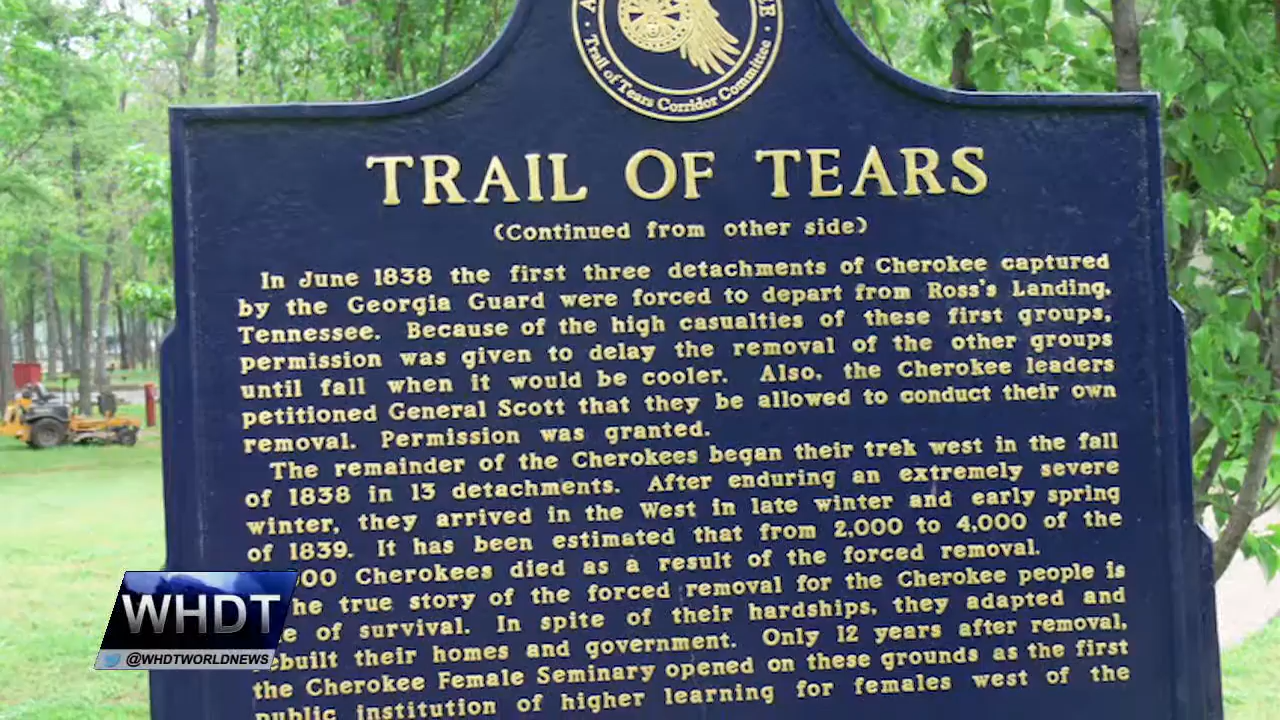 Trail of Tears Corridor Committee
TRAIL OF TEARS
(Continued from other side)
In June 1838 the first three detachments of Cherokee captured
by the Georgia Guard were forced to depart from Ross's Landing,
Tennessee. Because of the high casualties of these first groups,
permission was given to delay the removal of the other groups
until fall when it would be cooler. Also, the Cherokee leaders
petitioned General Scott that they be allowed to conduct their own
removal. Permission was granted.
The remainder of the Cherokees began their trek west in the fall
of 1838 in 13 detachments. After enduring an extremely severe
winter, they arrived in the West in late winter and early spring
of 1839. It has been estimated that from 2,000 to 4,000 of the
Cherokees died as a result of the forced removal.
true story of the forced removal for the Cherokee people is
of survival. In spite of their hardships, they adapted and
their homes and government. Only 12 years after removal,
the Cherokee Female Seminary opened on these grounds as the first
public institution of higher learning for females west of the
WHDT
@WHDTWORLDNEWS